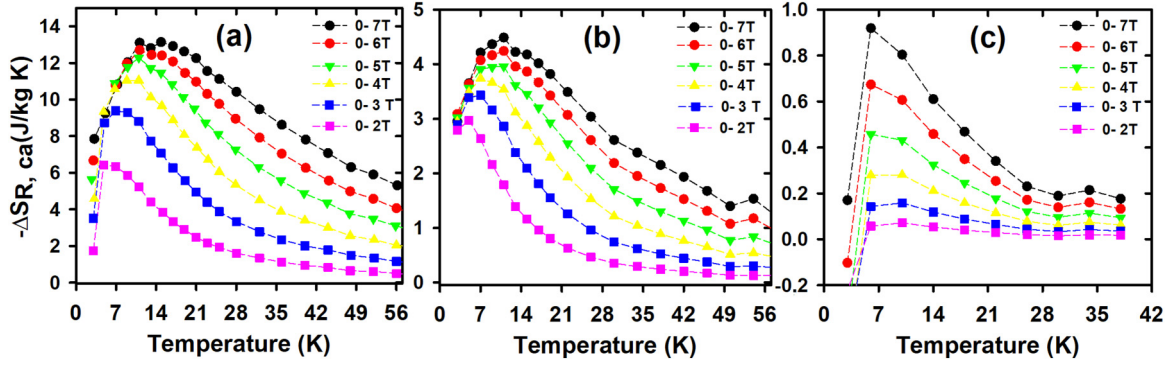 -ΔS_R, ca(J/kg K)
14
12
10
8
6
4
2
0
(a)
0- 7T
0- 6T
0- 5T
0- 4T
0- 3 T
0- 2T
0 7 14 21 28 35 42 49 56
Temperature (K)
5
4
3
2
1
0
(b)
0- 7T
0- 6T
0- 5T
0- 4T
0- 3 T
0- 2T
0 7 14 21 28 35 42 49 56
Temperature (K)
1.0
0.8
0.6
0.4
0.2
0.0
-0.2
(c)
0- 7T
0- 6T
0- 5T
0- 4T
0- 3 T
0- 2T
0 7 14 21 28 35 42
Temperature (K)